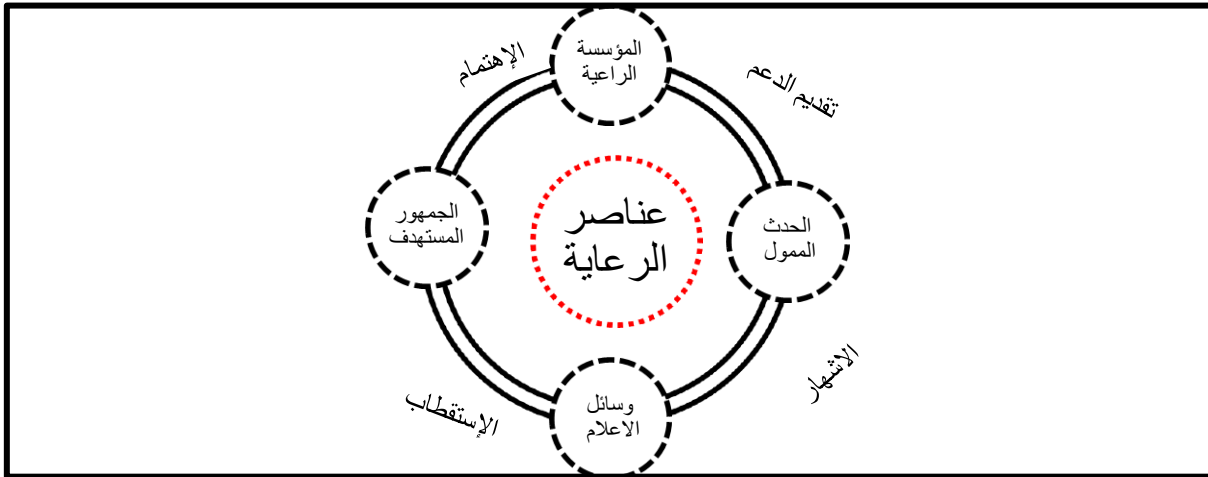 المؤسسة
الراعية
الإهتمام
تقديم الدعم
عناصر
الرعاية
الجمهور
المستهدف
الحدث
الممول
الاشهار
الإستقطاب
وسائل
الاعلام